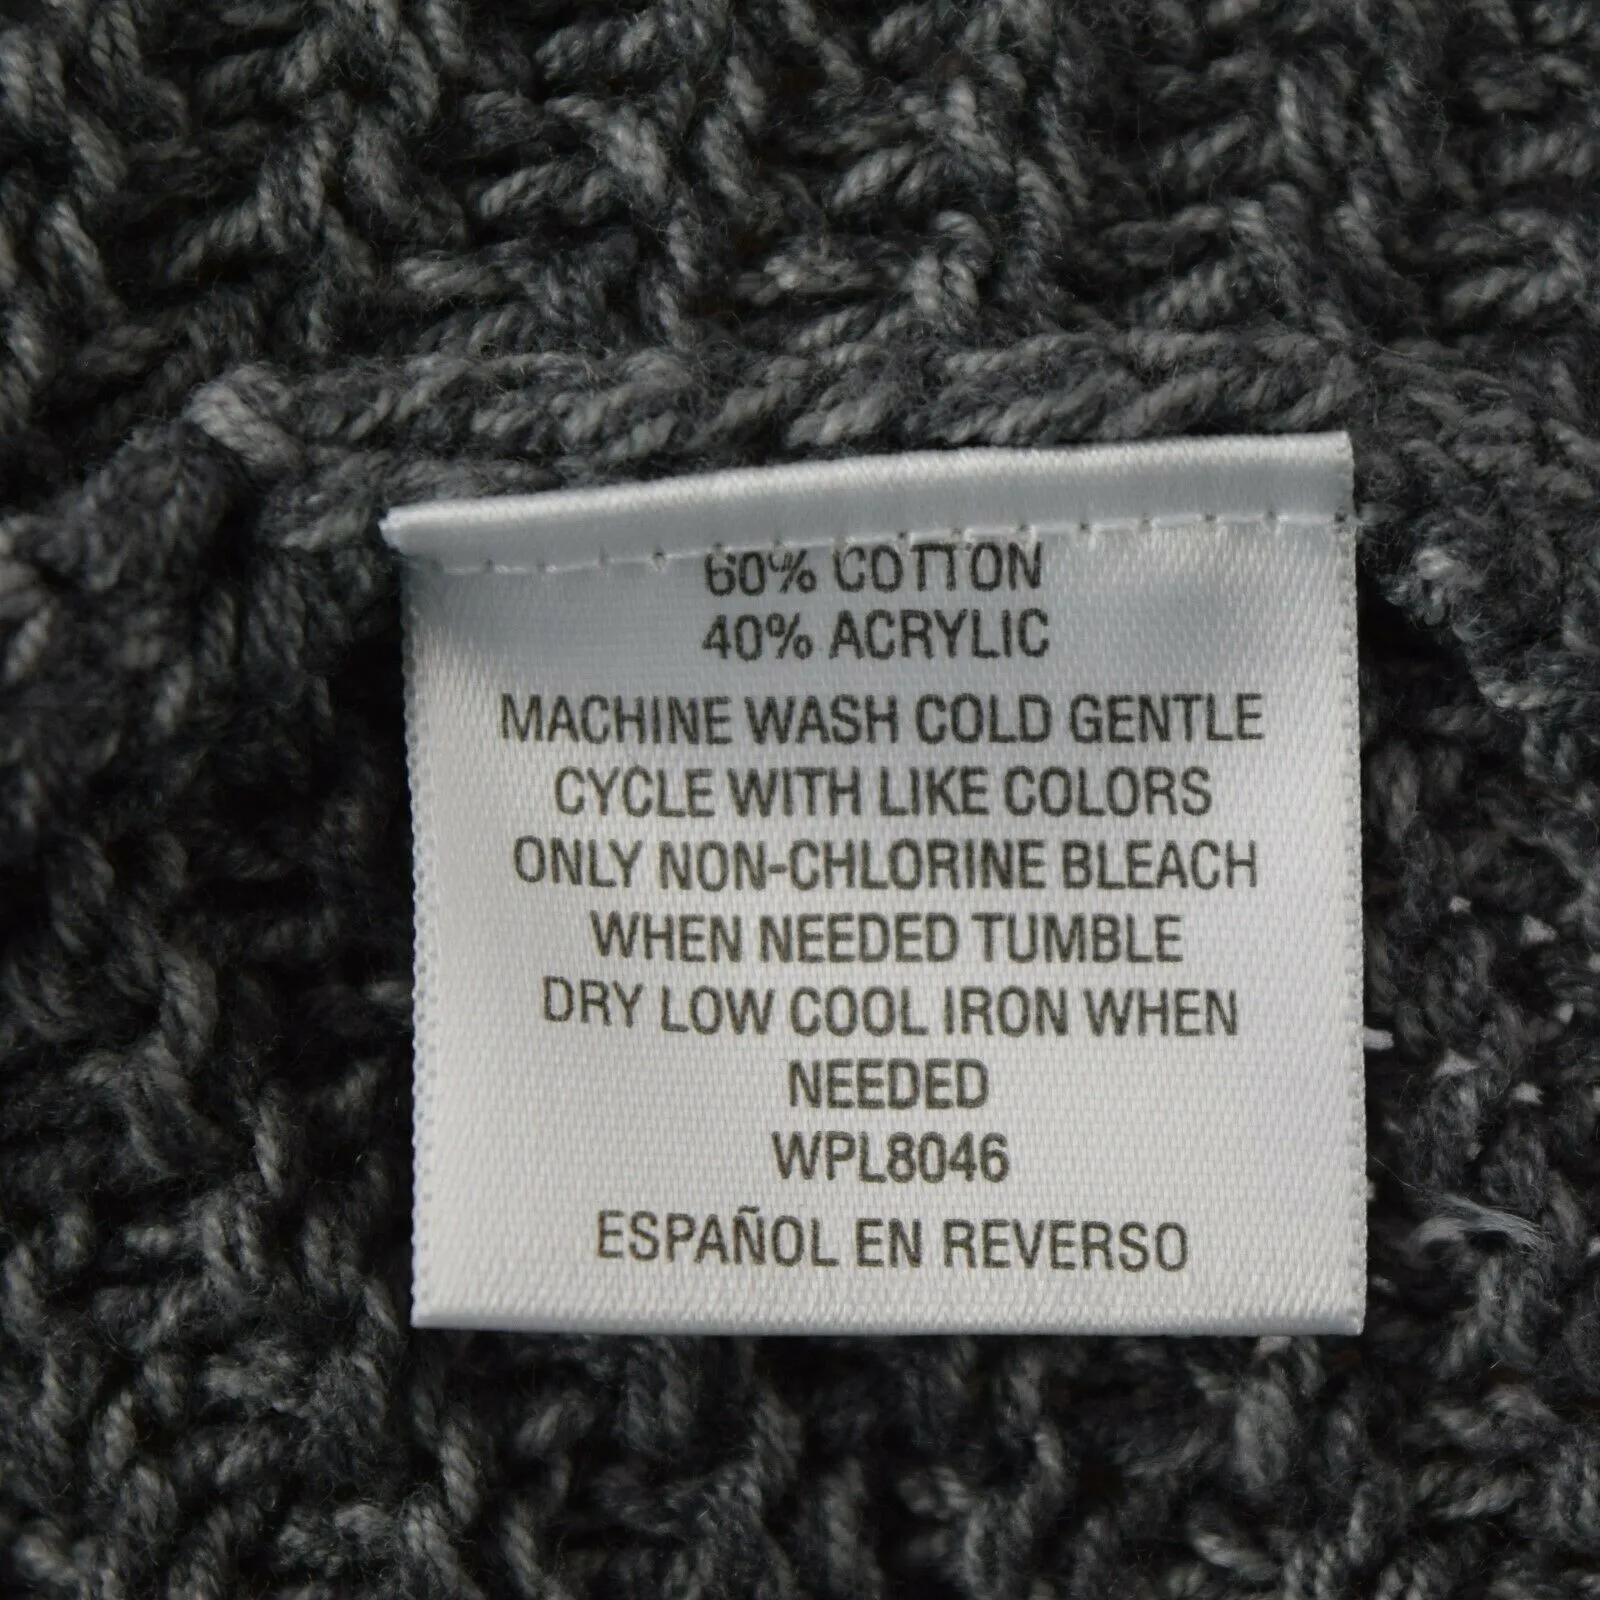 60% COTTON
40% ACRYLIC
MACHINE WASH COLD GENTLE
CYCLE WITH LIKE COLORS
ONLY NON-CHLORINE BLEACH
WHEN NEEDED TUMBLE
DRY LOW COOL IRON WHEN
NEEDED
WPL8046
ESPAÑOL EN REVERSO